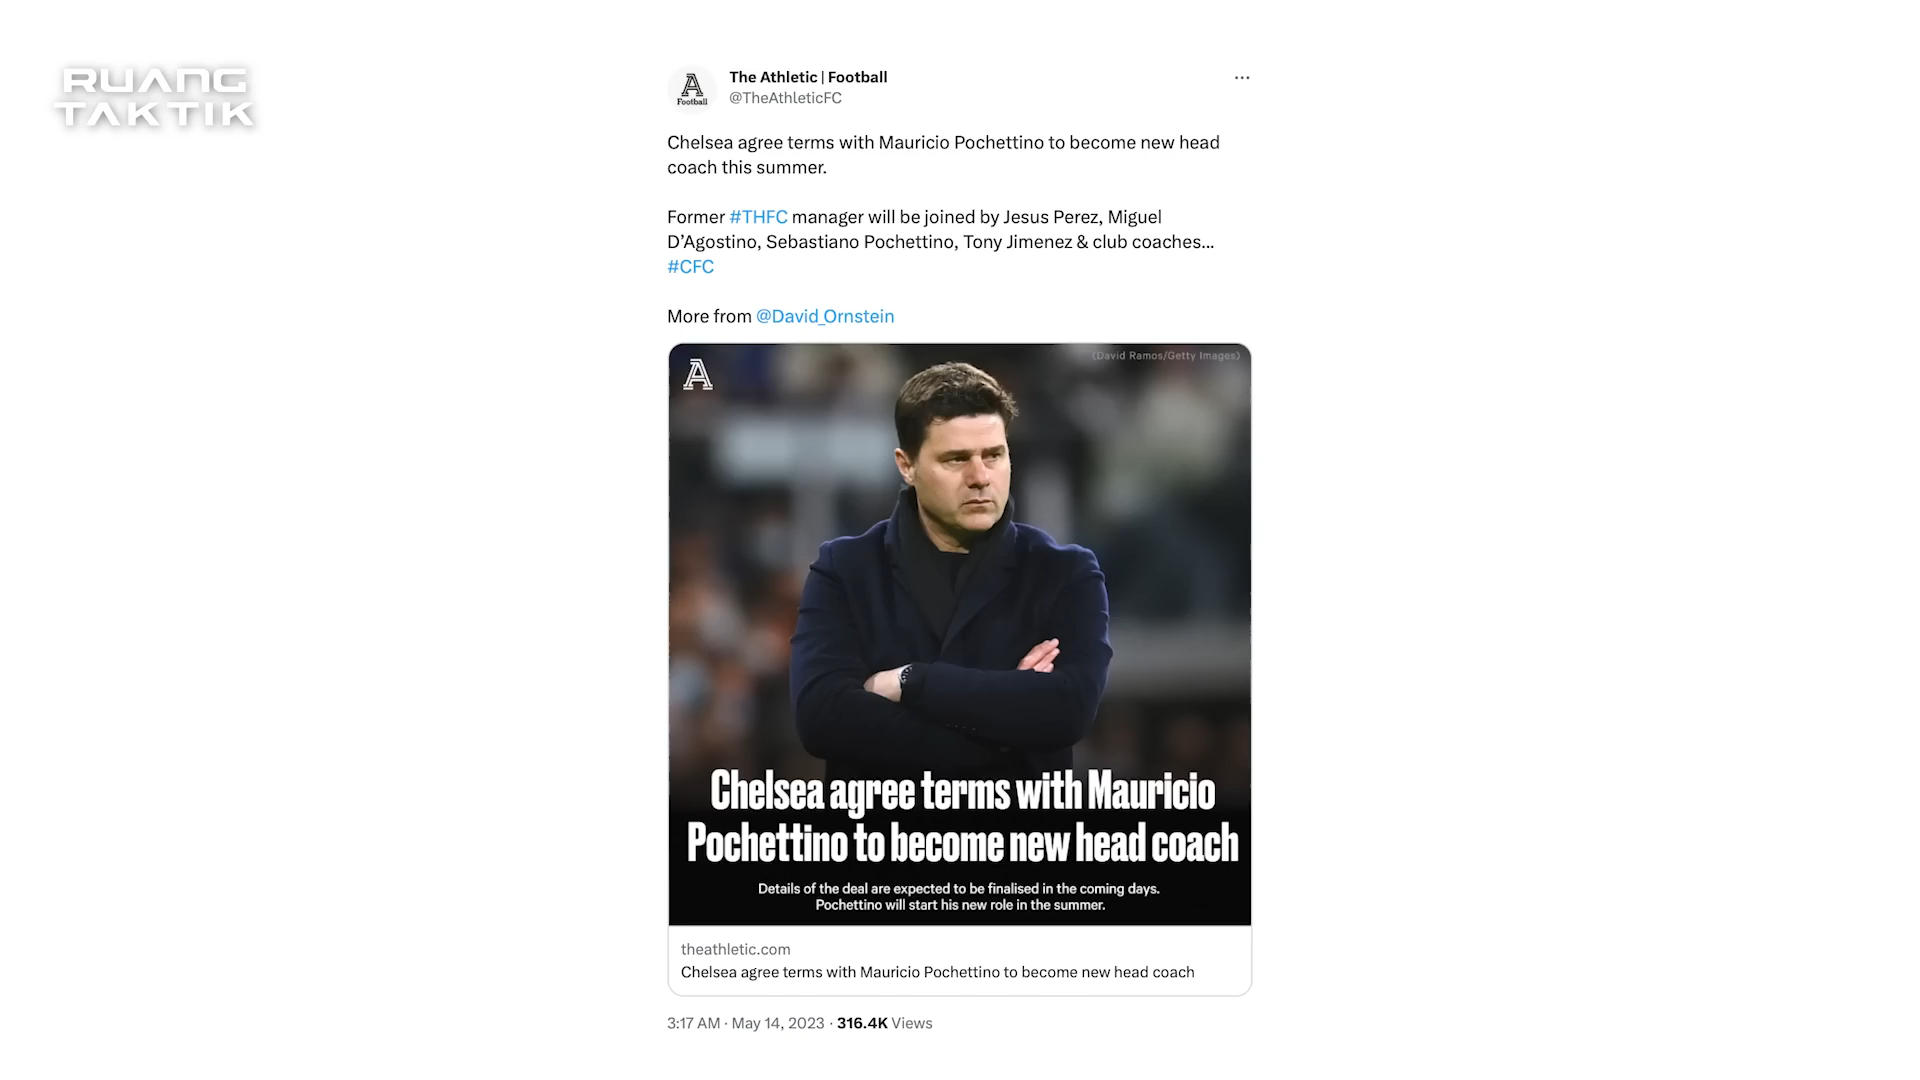 RUANG
TAKTIK
The Athletic | Football
@TheAthleticFC
Football
Chelsea agree terms with Mauricio Pochettino to become new head
coach this summer.
Former #THFC manager will be joined by Jesus Perez, Miguel
D’Agostino, Sebastiano Pochettino, Tony Jimenez & club coaches...
#CFC
More from @David_Ornstein
(David Ramos/Getty Images)
A
Chelsea agree terms with Mauricio
Pochettino to become new head coach
Details of the deal are expected to be finalised in the coming days.
Pochettino will start his new role in the summer.
theathletic.com
Chelsea agree terms with Mauricio Pochettino to become new head coach
3:17 AM · May 14, 2023 · 316.4K Views